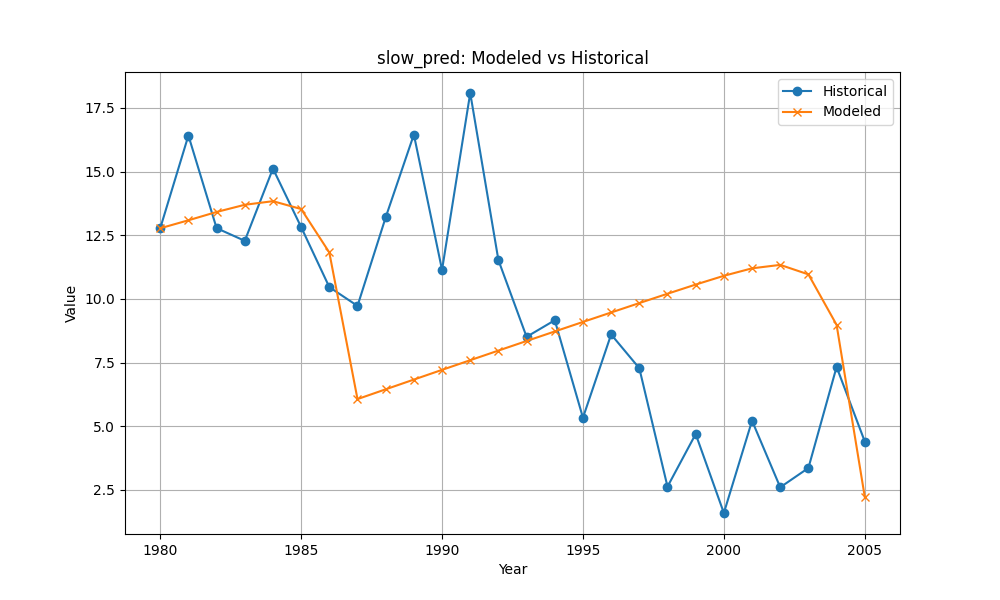 slow_pred: Modeled vs Historical
Historical
Modeled
Value
17.5
15.0
12.5
10.0
7.5
5.0
2.5
1980
1985
1990
1995
2000
2005
Year